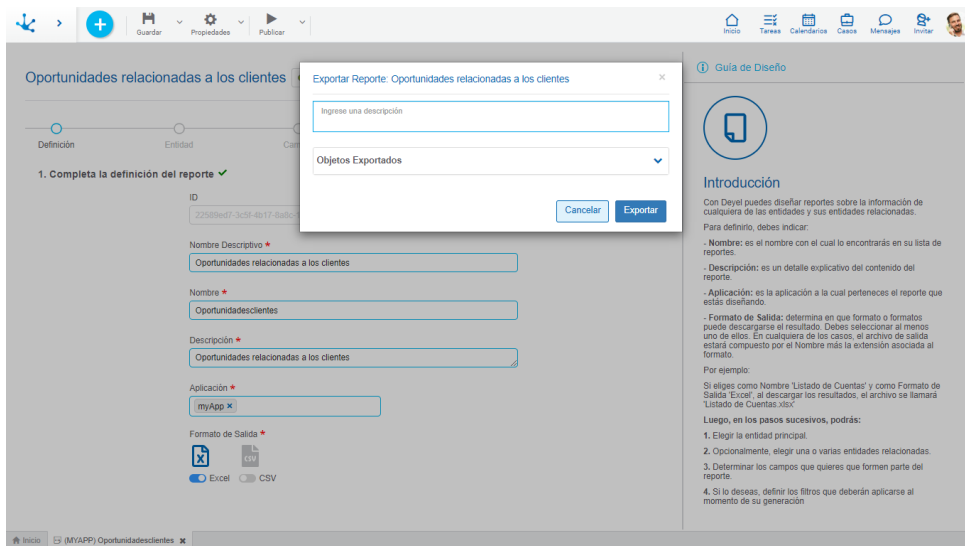 Guardar
Propiedades
Publicar
Inicio
Tareas
Calendarios
Casos
Mensajes
Invitar
Oportunidades relacionadas a los clientes
Definición
Entidad
1. Completa la definición del reporte
ID
Nombre Descriptivo *
Oportunidades relacionadas a los clientes
Nombre *
Oportunidadesclientes
Descripción *
Oportunidades relacionadas a los clientes
Aplicación *
myApp ×
Formato de Salida *
CSV
Excel
CSV
Exportar Reporte: Oportunidades relacionadas a los clientes
×
Ingrese una descripción
Objetos Exportados
Cancelar
Exportar
Guía de Diseño
Introducción
Con Deyel puedes diseñar reportes sobre la información de
cualquiera de las entidades y sus entidades relacionadas.
Para definirlo, debes indicar:
- Nombre: es el nombre con el cual lo encontrarás en su lista de
reportes.
- Descripción: es un detalle explicativo del contenido del
reporte.
- Aplicación: es la aplicación a la cual perteneces el reporte que
estás diseñando.
- Formato de Salida: determina en que formato o formatos
puede descargarse el resultado. Debes seleccionar al menos
uno de ellos. En cualquiera de los casos, el archivo de salida
estará compuesto por el Nombre más la extensión asociada al
formato.
Por ejemplo:
Si eliges como Nombre 'Listado de Cuentas' y como Formato de
Salida 'Excel', al descargar los resultados, el archivo se llamará
'Listado de Cuentas.xlsx'
Luego, en los pasos sucesivos, podrás:
1. Elegir la entidad principal.
2. Opcionalmente, elegir una o varias entidades relacionadas.
3. Determinar los campos que quieres que formen parte del
reporte.
4. Si lo deseas, definir los filtros que deberán aplicarse al
momento de su generación
Inicio
(MYAPP) Oportunidadesclientes ×